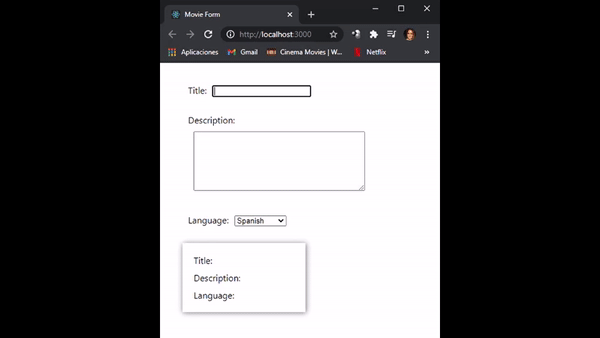 Movie Form
http://localhost:3000
Aplicaciones Gmail Cinema Movies | W... Netflix »
Title:
Description:
Language: Spanish
Title:
Description:
Language: